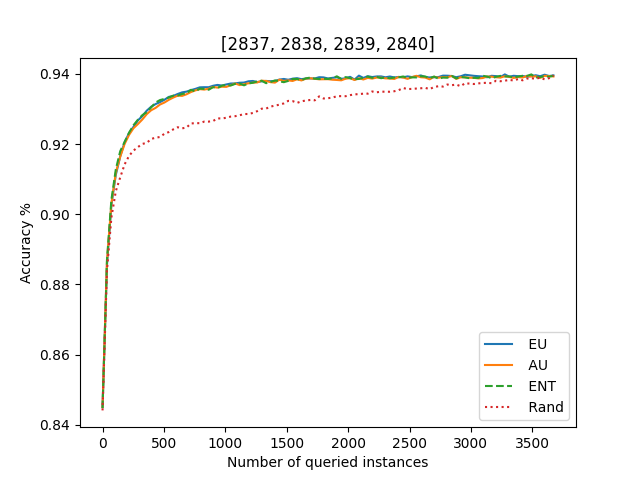 [2837, 2838, 2839, 2840]
Accuracy %
0.94
0.92
0.90
0.88
0.86
0.84
EU
AU
ENT
Rand
0 500 1000 1500 2000 2500 3000 3500
Number of queried instances